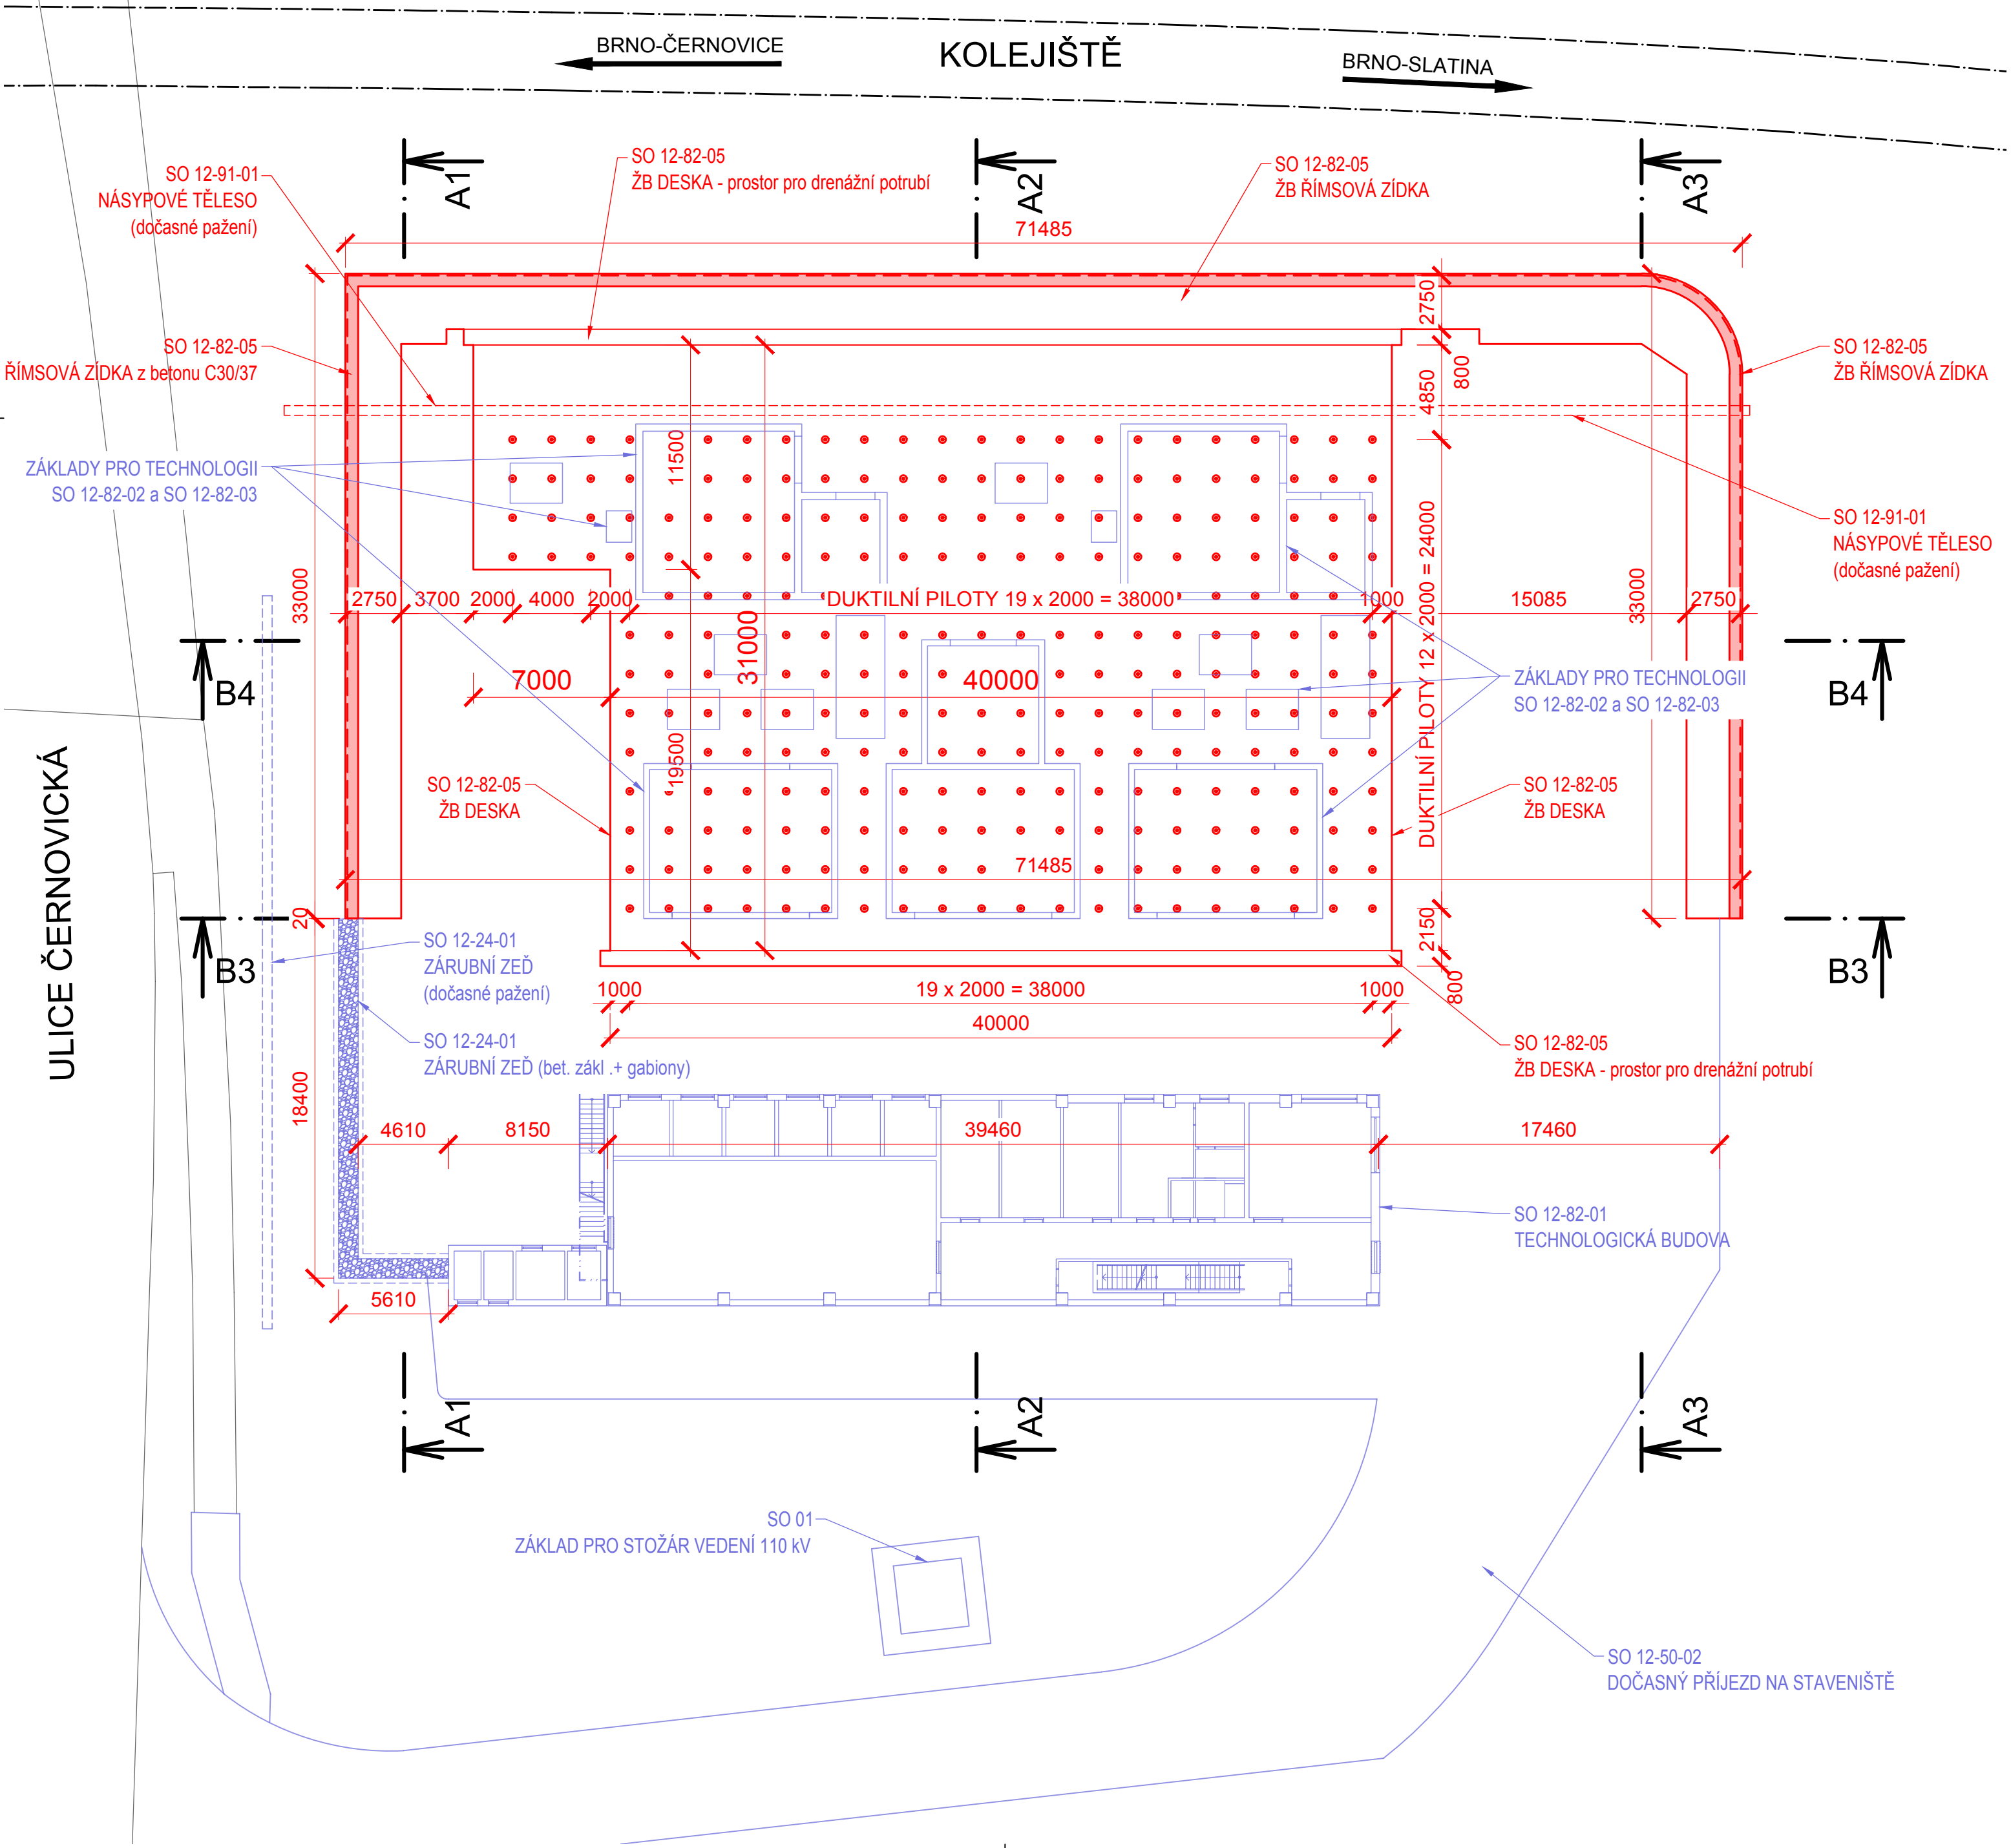 BRNO-ČERNOVICE
KOLEJIŠTĚ
BRNO-SLATINA
SO 12-91-01
NÁSYPOVÉ TĚLESO
(dočasné pažení)
A1
SO 12-82-05
ŽB DESKA - prostor pro drenážní potrubí
A2
SO 12-82-05
ŽB ŘÍMSOVÁ ZÍDKA
A3
71485
2750
SO 12-82-05
ŘÍMSOVÁ ZÍDKA z betonu C30/37
800
4850
SO 12-82-05
ŽB ŘÍMSOVÁ ZÍDKA
11500
ZÁKLADY PRO TECHNOLOGII
SO 12-82-02 a SO 12-82-03
SO 12-91-01
NÁSYPOVÉ TĚLESO
(dočasné pažení)
33000
2750
3700
2000
4000
2000
DUKTILNÍ PILOTY 19 x 2000 = 38000
1000
15085
2750
33000
DUKTILNÍ PILOTY 12 x 2000 = 24000
31000
7000
40000
B4
ZÁKLADY PRO TECHNOLOGII
SO 12-82-02 a SO 12-82-03
B4
19500
SO 12-82-05
ŽB DESKA
SO 12-82-05
ŽB DESKA
71485
ULICE ČERNOVICKÁ
20
B3
SO 12-24-01
ZÁRUBNÍ ZEĎ
(dočasné pažení)
2150
B3
1000
19 x 2000 = 38000
1000
800
40000
SO 12-24-01
ZÁRUBNÍ ZEĎ (bet. zákl .+ gabiony)
SO 12-82-05
ŽB DESKA - prostor pro drenážní potrubí
18400
4610
8150
39460
17460
SO 12-82-01
TECHNOLOGICKÁ BUDOVA
5610
A1
A2
A3
SO 01
ZÁKLAD PRO STOŽÁR VEDENÍ 110 kV
SO 12-50-02
DOČASNÝ PŘÍJEZD NA STAVENIŠTĚ